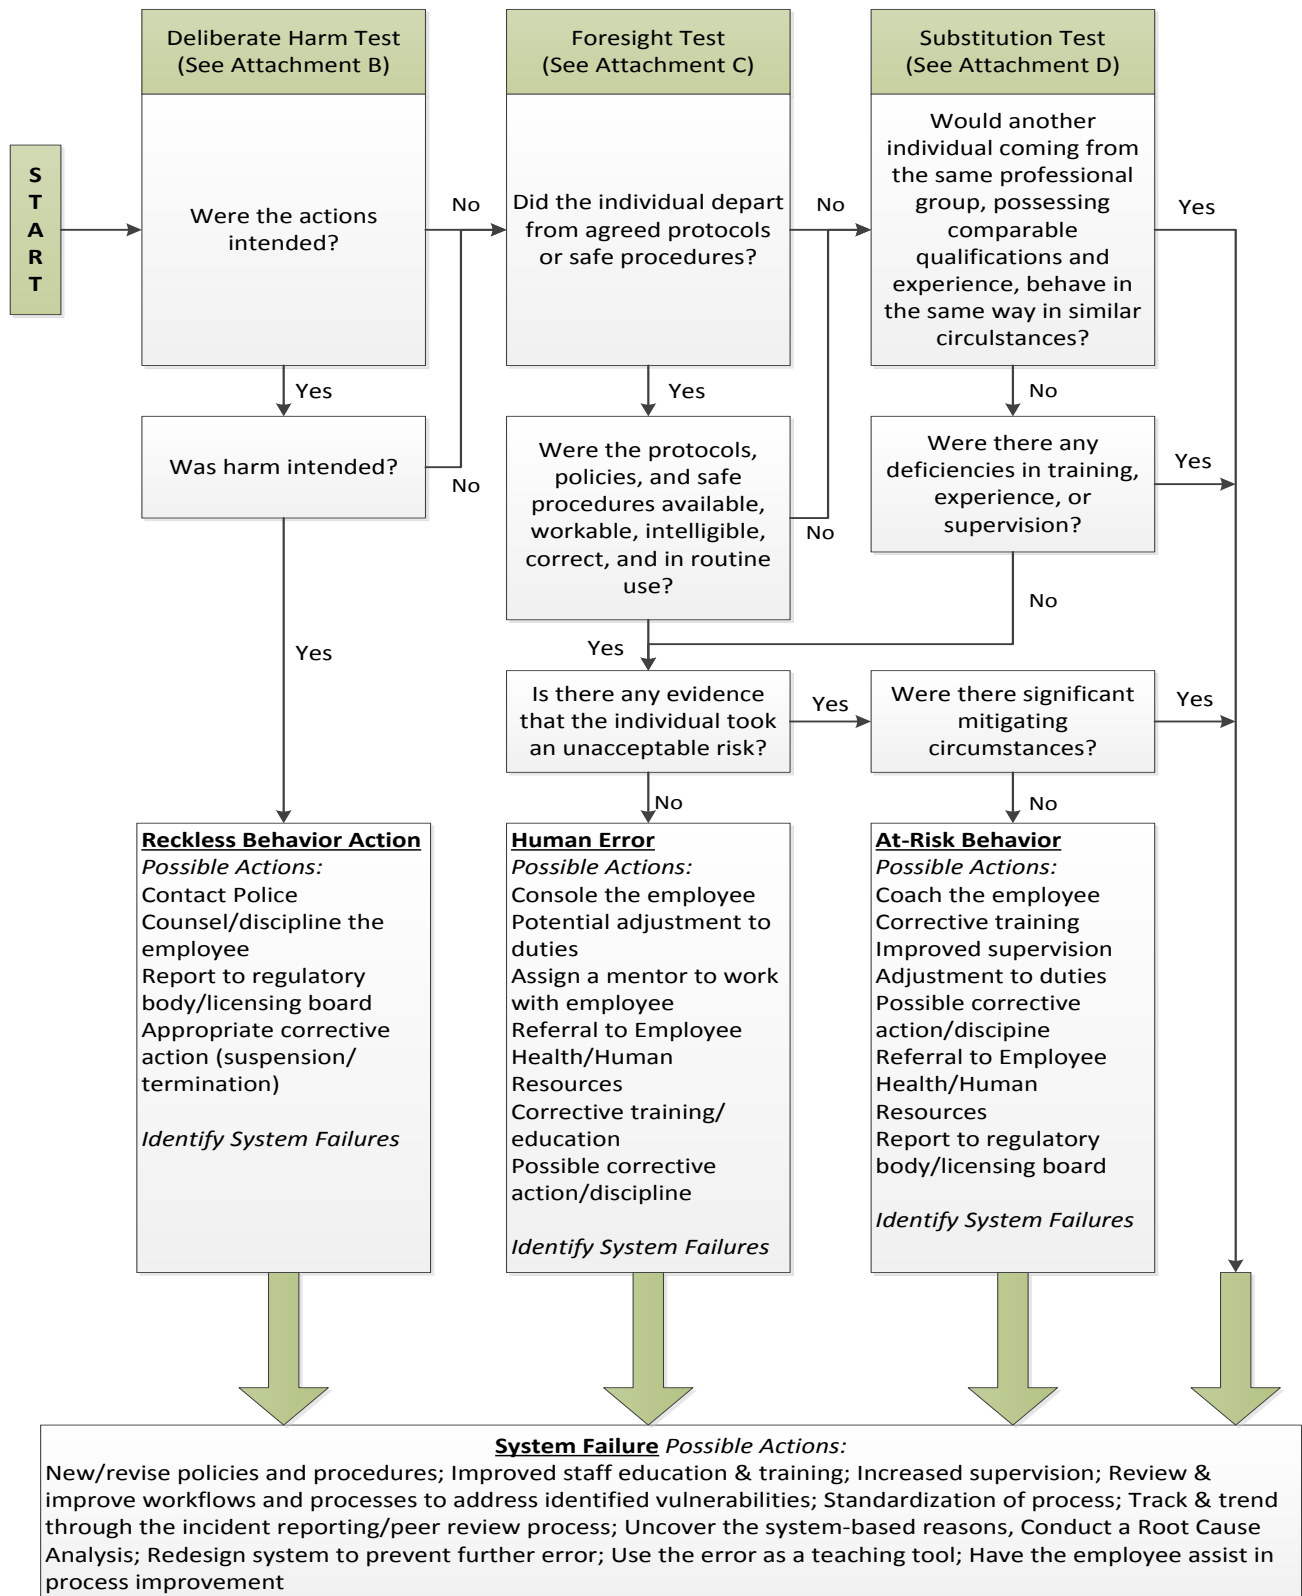 START
Deliberate Harm Test
(See Attachment B)
Were the actions
intended?
No
Yes
Was harm intended?
No
Yes
Foresight Test
(See Attachment C)
Did the individual depart
from agreed protocols
or safe procedures?
No
Yes
Were the protocols,
policies, and safe
procedures available,
workable, intelligible,
correct, and in routine
use?
No
Yes
Substitution Test
(See Attachment D)
Would another
individual coming from
the same professional
group, possessing
comparable
qualifications and
experience, behave in
the same way in similar
circulstances?
Yes
No
Were there any
deficiencies in training,
experience, or
supervision?
Yes
No
Is there any evidence
that the individual took
an unacceptable risk?
Yes
No
Were there significant
mitigating
circumstances?
Yes
No
Reckless Behavior Action
Possible Actions:
Contact Police
Counsel/discipline the
employee
Report to regulatory
body/licensing board
Appropriate corrective
action (suspension/
termination)
Identify System Failures
Human Error
Possible Actions:
Console the employee
Potential adjustment to
duties
Assign a mentor to work
with employee
Referral to Employee
Health/Human
Resources
Corrective training/
education
Possible corrective
action/discipline
Identify System Failures
At-Risk Behavior
Possible Actions:
Coach the employee
Corrective training
Improved supervision
Adjustment to duties
Possible corrective
action/discipine
Referral to Employee
Health/Human
Resources
Report to regulatory
body/licensing board
Identify System Failures
System Failure Possible Actions:
New/revise policies and procedures; Improved staff education & training; Increased supervision; Review &
improve workflows and processes to address identified vulnerabilities; Standardization of process; Track & trend
through the incident reporting/peer review process; Uncover the system-based reasons, Conduct a Root Cause
Analysis; Redesign system to prevent further error; Use the error as a teaching tool; Have the employee assist in
process improvement